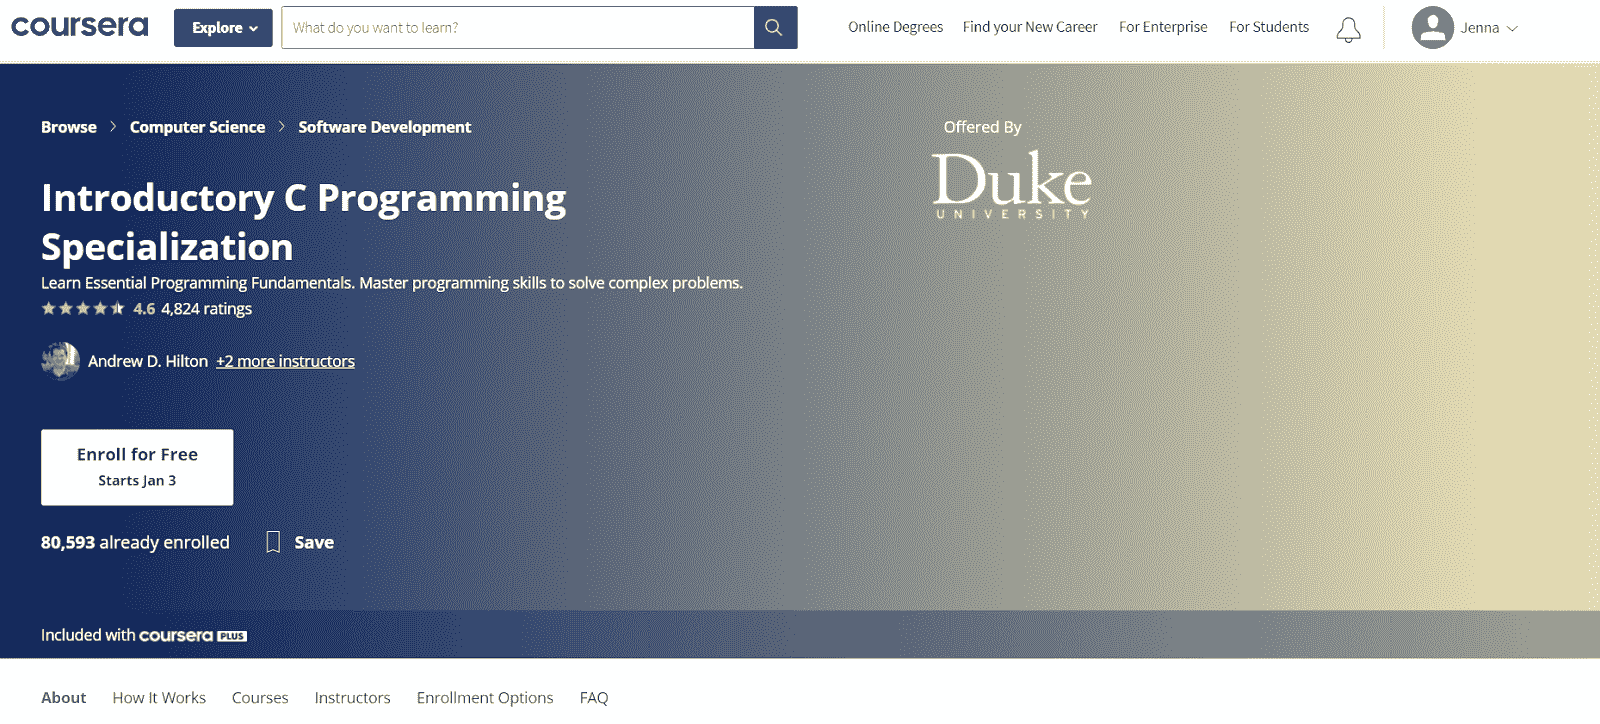 coursera
Explore
What do you want to learn?
Online Degrees
Find your New Career
For Enterprise
For Students
Jenna
Browse > Computer Science > Software Development
Offered By
Duke
UNIVERSITY
Introductory C Programming
Specialization
Learn Essential Programming Fundamentals. Master programming skills to solve complex problems.
4.6 4,824 ratings
Andrew D. Hilton +2 more instructors
Enroll for Free
Starts Jan 3
80,593 already enrolled
Save
Included with coursera PLUS
About
How It Works
Courses
Instructors
Enrollment Options
FAQ